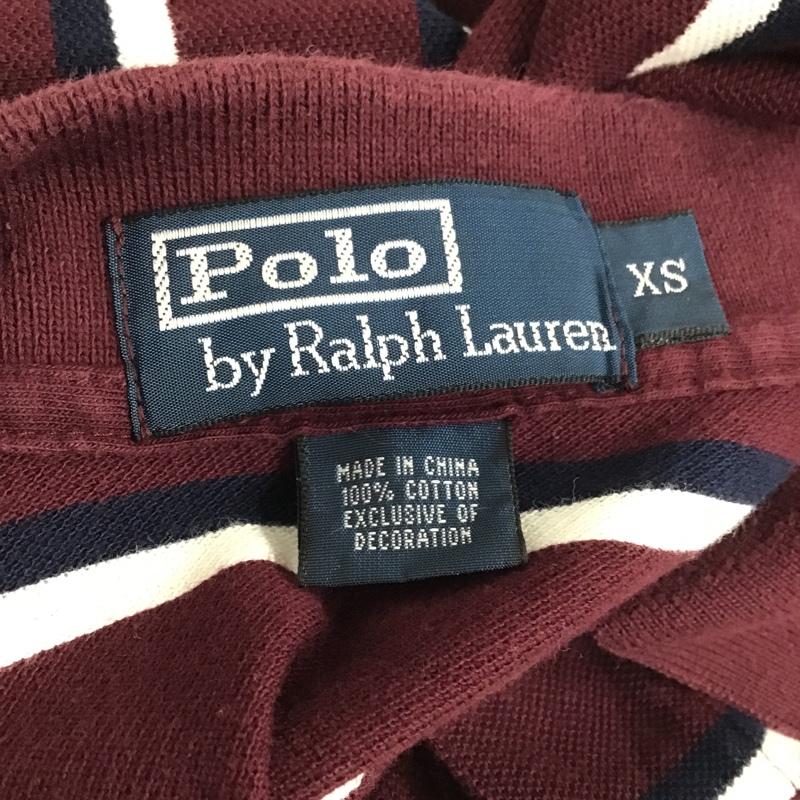 Polo
by Ralph Lauren
XS
MADE IN CHINA
100% COTTON
EXCLUSIVE OF
DECORATION